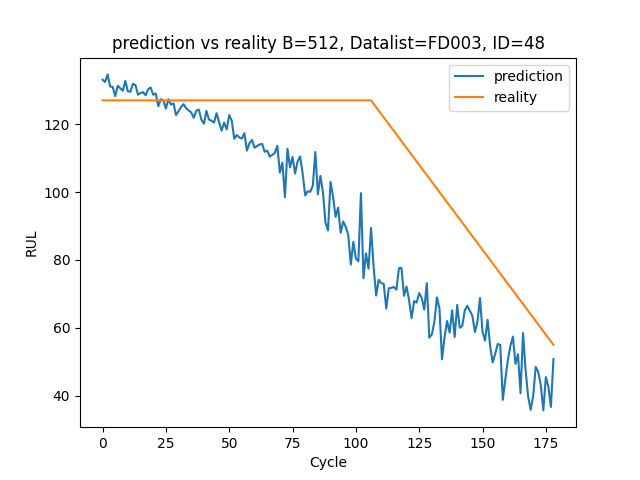 prediction vs reality B=512, Datalist=FD003, ID=48
prediction
reality
120
100
80
60
40
RUL
0 25 50 75 100 125 150 175
Cycle